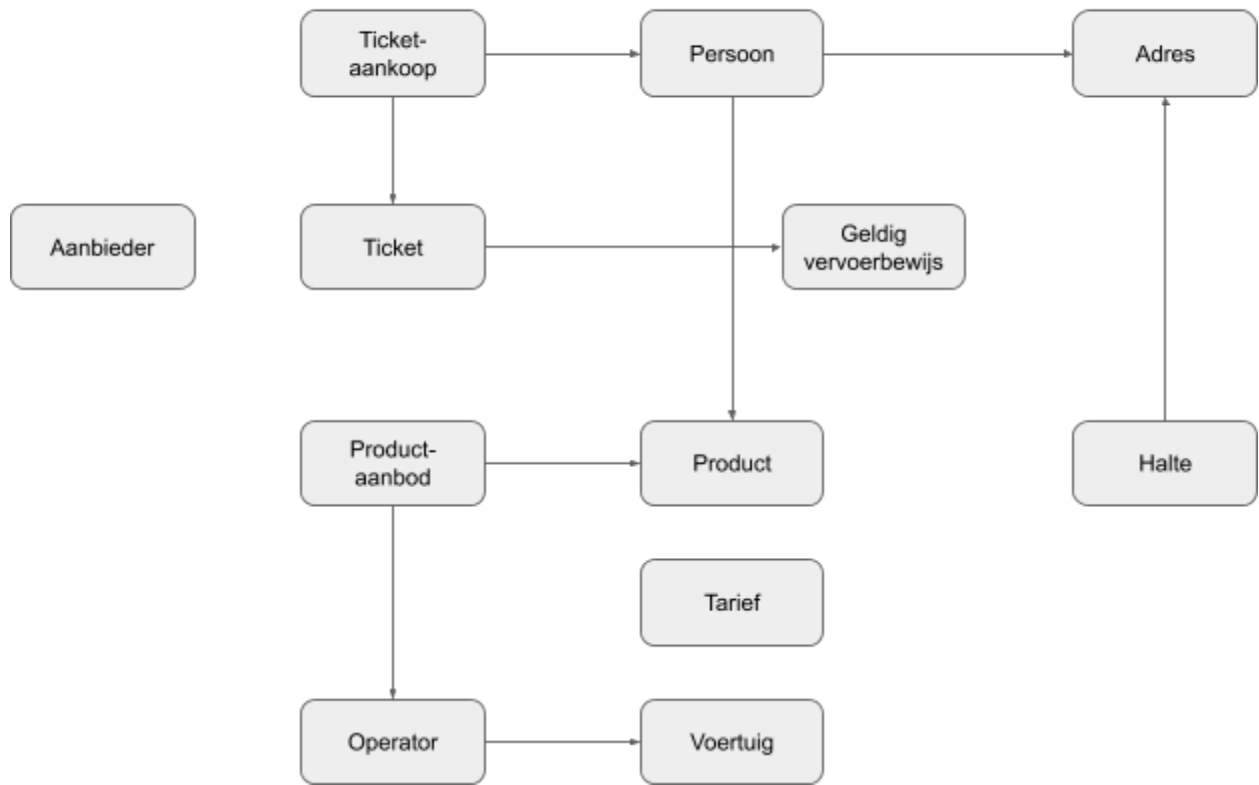 Ticket-
aankoop
Persoon
Adres
Aanbieder
Ticket
Geldig
vervoerbewijs
Product-
aanbod
Product
Halte
Tarief
Operator
Voertuig